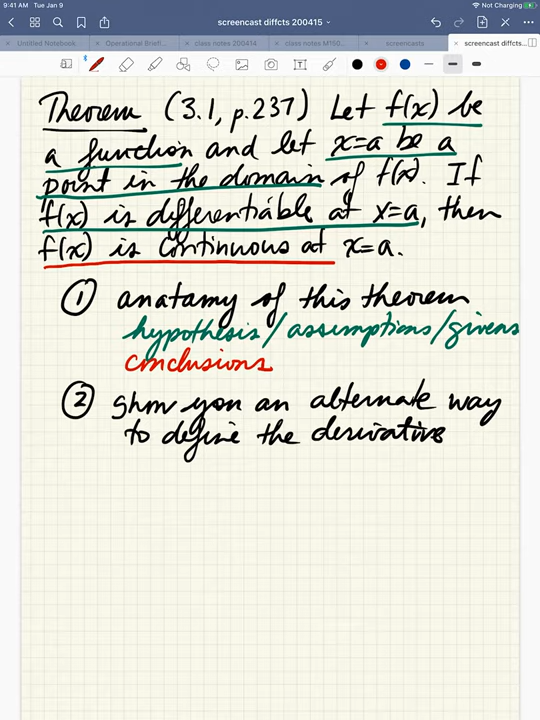 9:41 AM Tue Jan 9
Not Charging
screencast diffcts 200415
Untitled Notebook
Operational Briefi...
class notes 200414
class notes M150...
screencasts
screencast diffcts...
Theorem (3.1, p.237) Let f(x) be
a function and let x=a be a
point in the domain of f(x). If
f(x) is differentiable at x=a, then
f(x) is continuous at x=a.
① anatamy of this theorem
hypothesis/assumptions/givens
conclusions
② show you an alternate way
to define the derivative